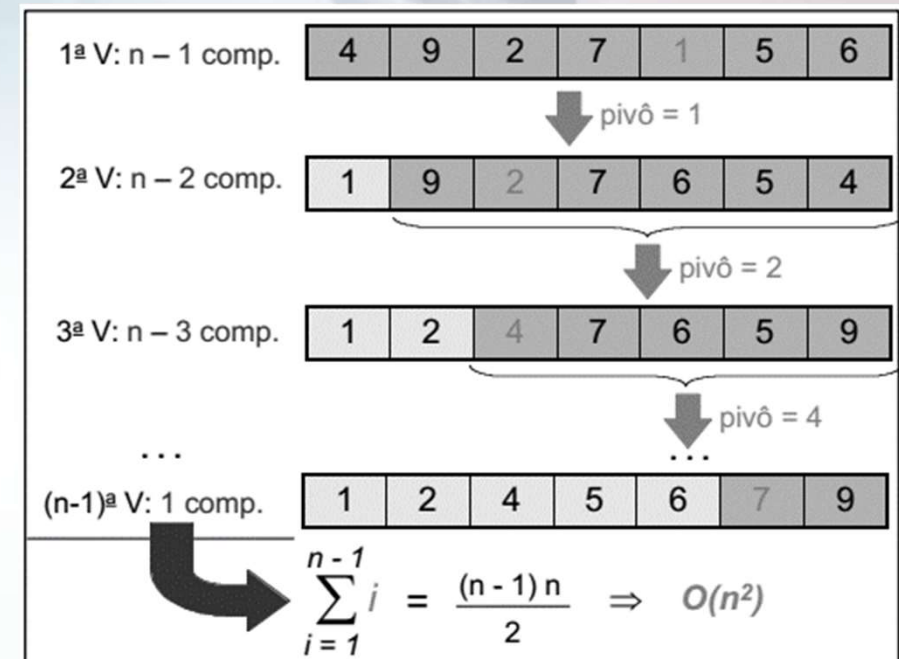 1ª V: n – 1 comp. 4 9 2 7 1 5 6
pivô = 1
2ª V: n – 2 comp. 1 9 2 7 6 5 4
pivô = 2
3ª V: n – 3 comp. 1 2 4 7 6 5 9
pivô = 4
... ...
(n-1)ª V: 1 comp. 1 2 4 5 6 7 9
n - 1
∑ i = (n - 1) n / 2 ⇒ O(n²)
i = 1